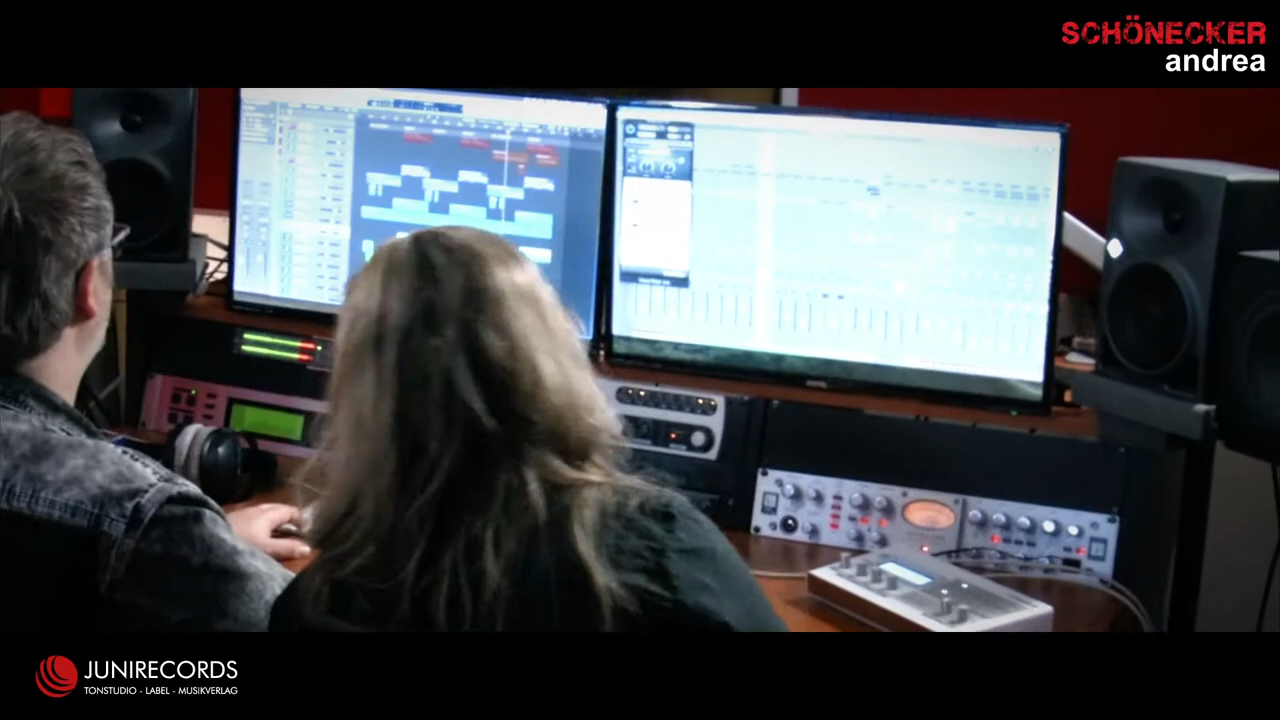 SCHÖNECKER
andrea
JUNIRECORDS
TONSTUDIO - LABEL - MUSIKVERLAG